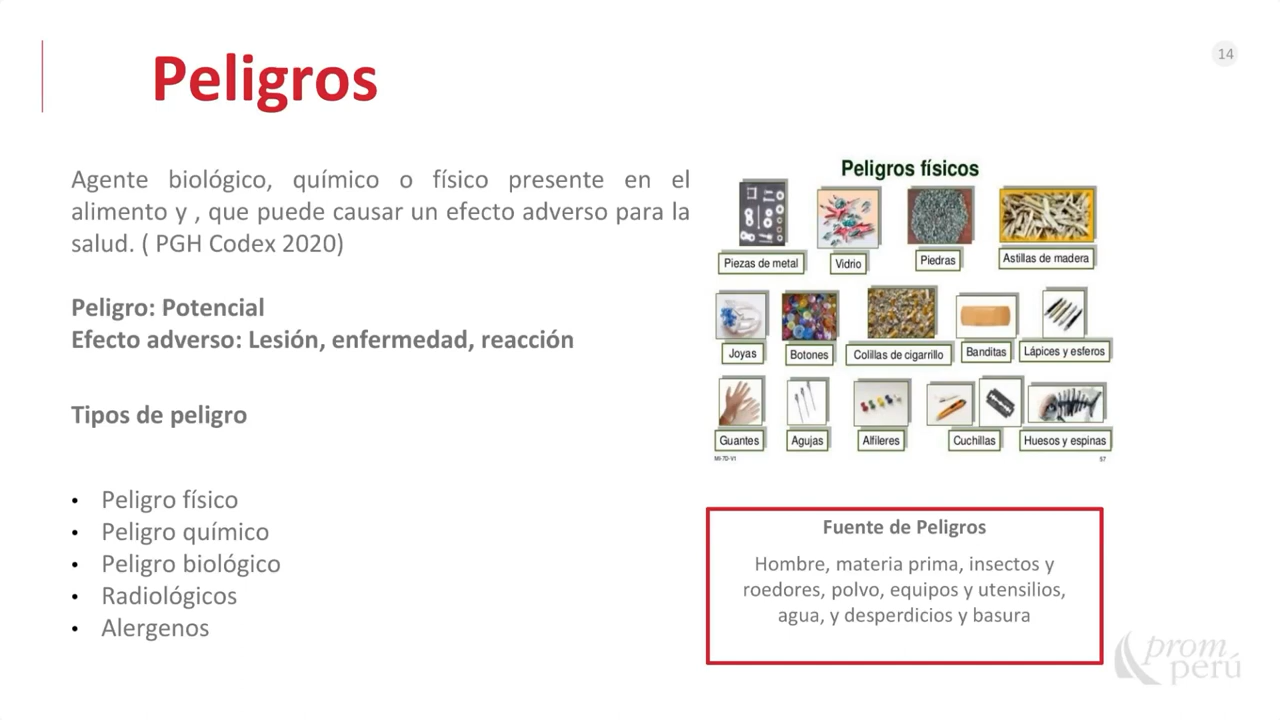 Peligros
14
Agente biológico, químico o físico presente en el
alimento y , que puede causar un efecto adverso para la
salud. ( PGH Codex 2020)
Peligro: Potencial
Efecto adverso: Lesión, enfermedad, reacción
Tipos de peligro
• Peligro físico
• Peligro químico
• Peligro biológico
• Radiológicos
• Alergenos
Peligros físicos
Piezas de metal
Vidrio
Piedras
Astillas de madera
Joyas
Botones
Colillas de cigarrillo
Banditas
Lápices y esferos
Guantes
Agujas
Alfileres
Cuchillas
Huesos y espinas
MI-7D-V1
57
Fuente de Peligros
Hombre, materia prima, insectos y
roedores, polvo, equipos y utensilios,
agua, y desperdicios y basura
prom
perú